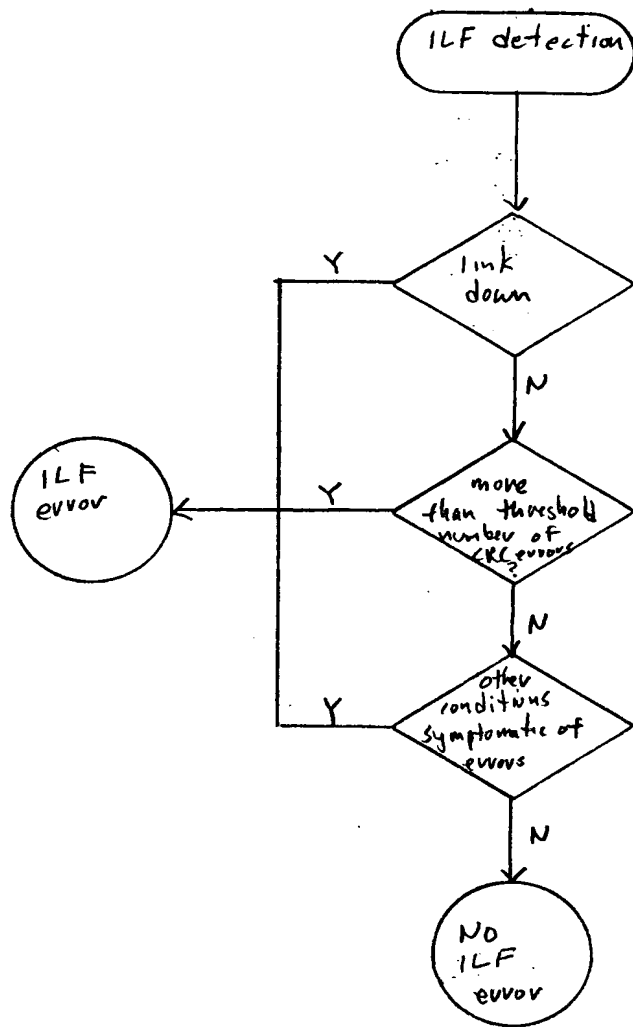 ILF detection
Y
link
down
N
ILF
error
Y
more
than threshold
number of
CRC errors
?
N
other
conditions
symptomatic of
errors
Y
N
NO
ILF
error